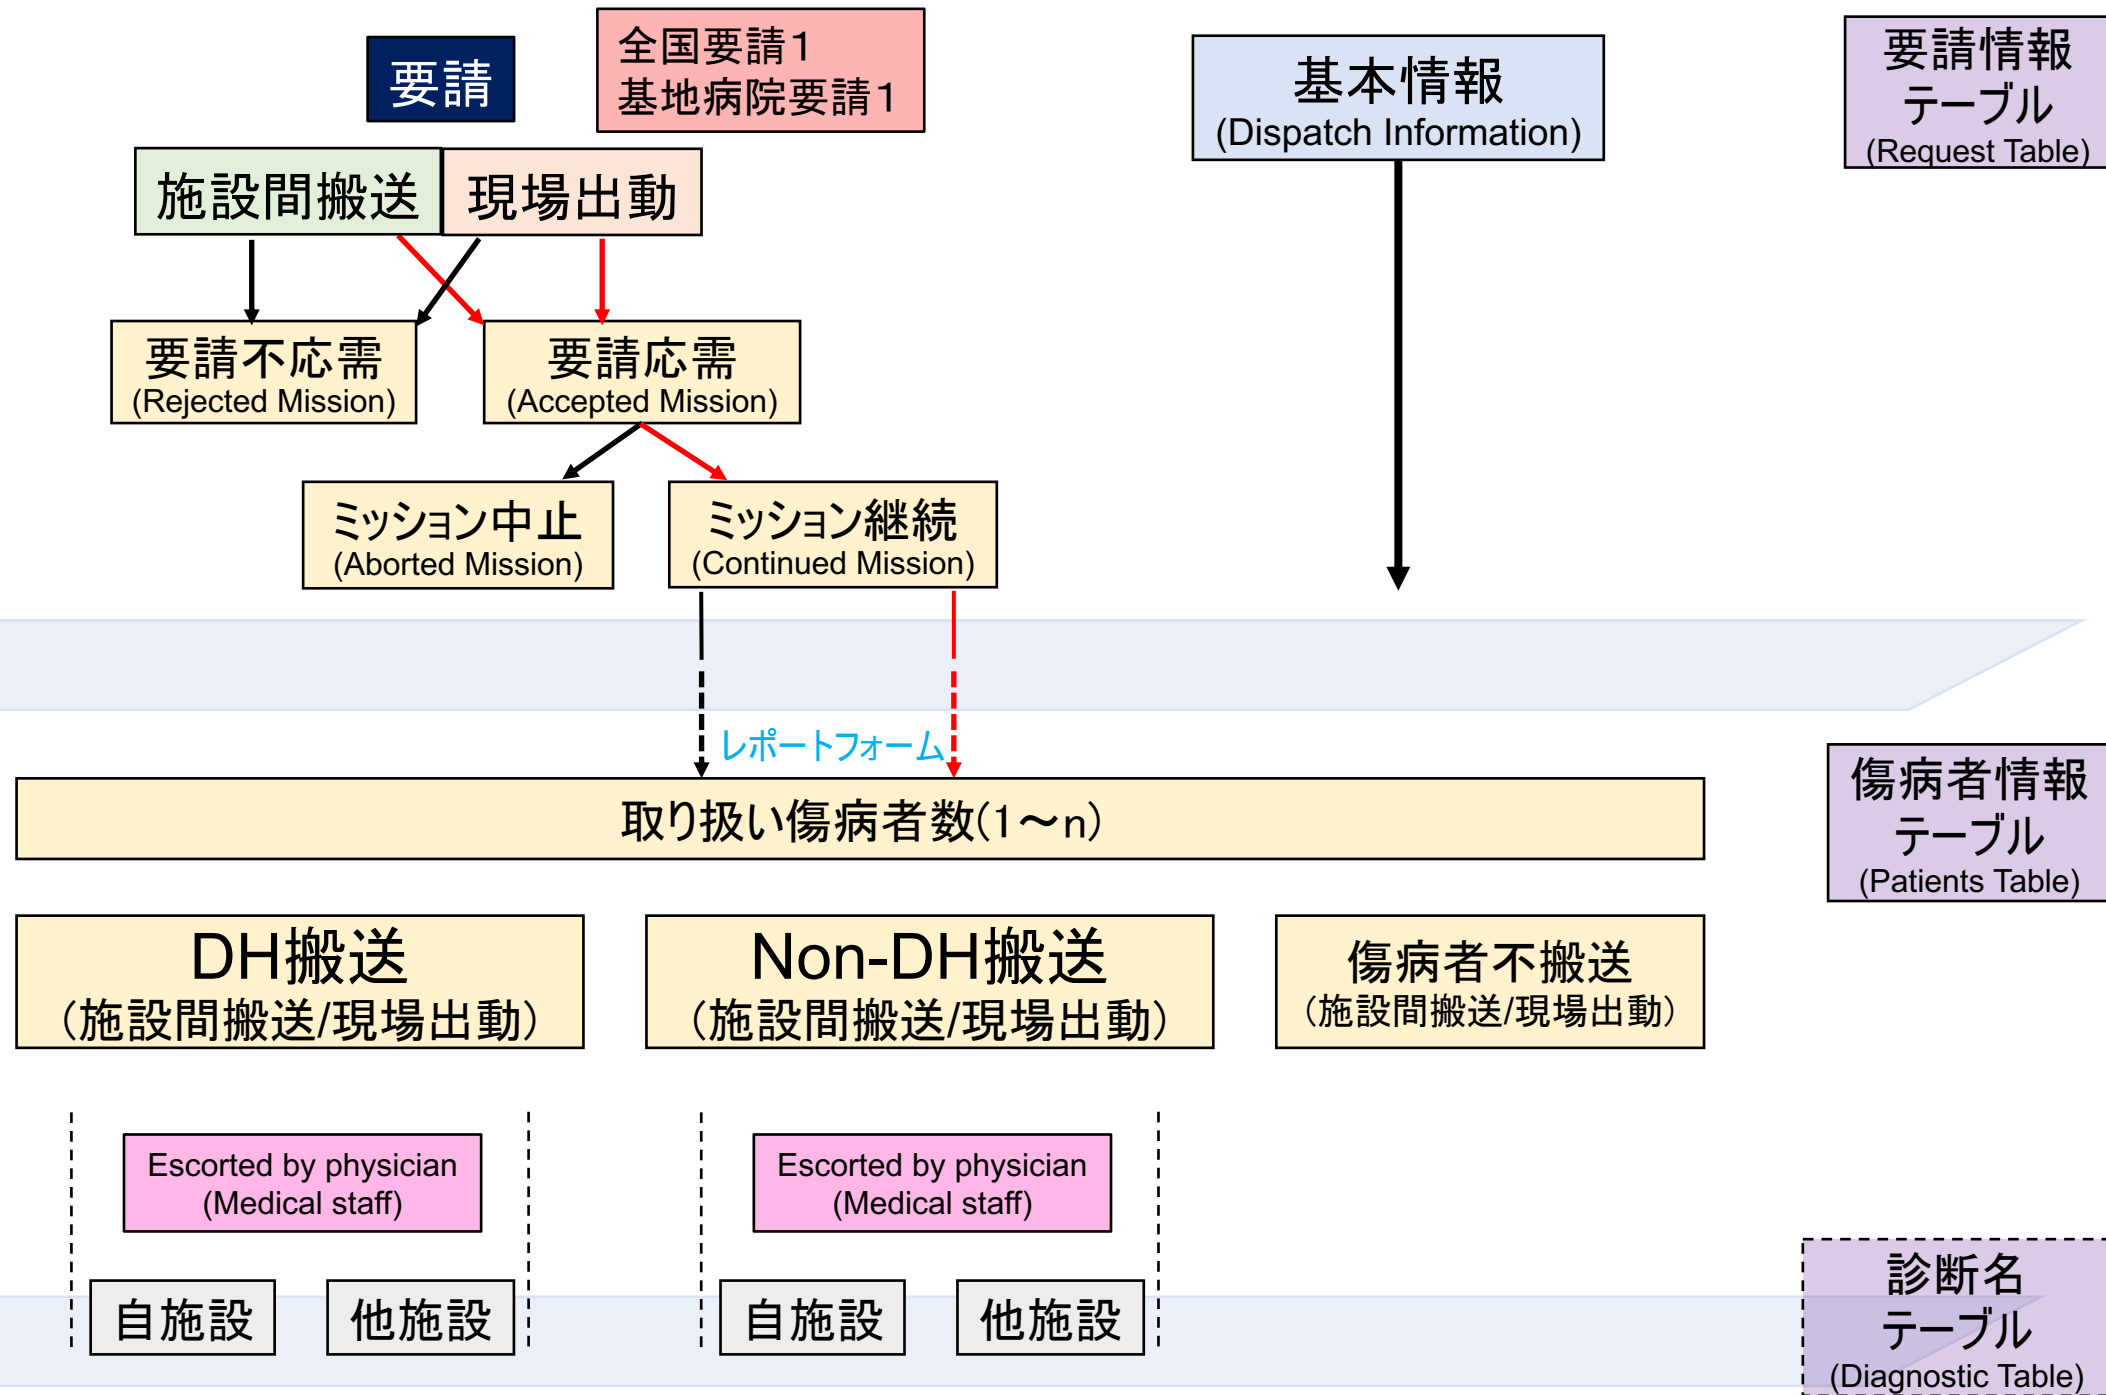 要請
全国要請1
基地病院要請1
基本情報
(Dispatch Information)
要請情報
テーブル
(Request Table)
施設間搬送
現場出動
要請不応需
(Rejected Mission)
要請応需
(Accepted Mission)
ミッション中止
(Aborted Mission)
ミッション継続
(Continued Mission)
レポートフォーム
取り扱い傷病者数(1～n)
傷病者情報
テーブル
(Patients Table)
DH搬送
（施設間搬送/現場出動）
Non-DH搬送
（施設間搬送/現場出動）
傷病者不搬送
（施設間搬送/現場出動）
Escorted by physician
(Medical staff)
Escorted by physician
(Medical staff)
自施設
他施設
自施設
他施設
診断名
テーブル
(Diagnostic Table)